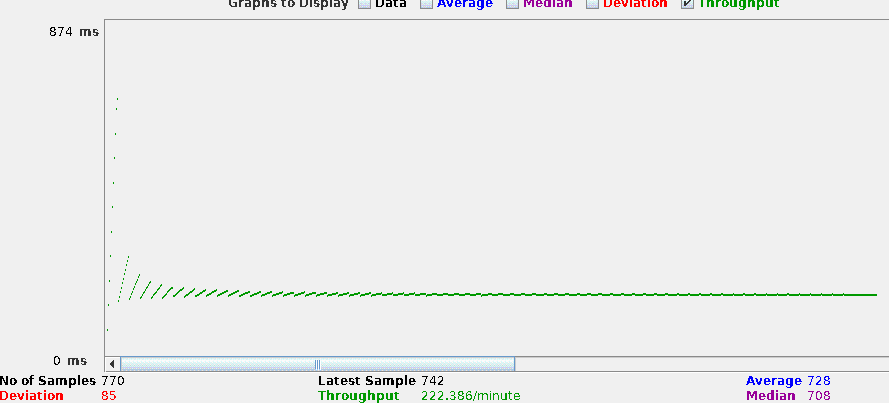 Graphs to Display Data Average Median Deviation Throughput
874 ms
0 ms
No of Samples 770 Latest Sample 742 Average 728
Deviation 85 Throughput 222.386/minute Median 708